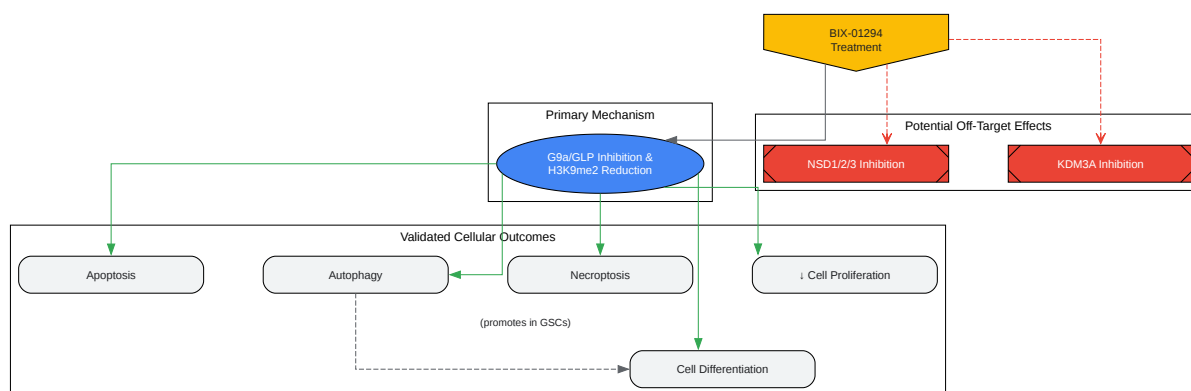 BIX-01294
Treatment
Primary Mechanism
Potential Off-Target Effects
G9a/GLP Inhibition &
H3K9me2 Reduction
NSD1/2/3 Inhibition
KDM3A Inhibition
Validated Cellular Outcomes
Apoptosis
Autophagy
Necroptosis
↓ Cell Proliferation
(promotes in GSCs)
Cell Differentiation